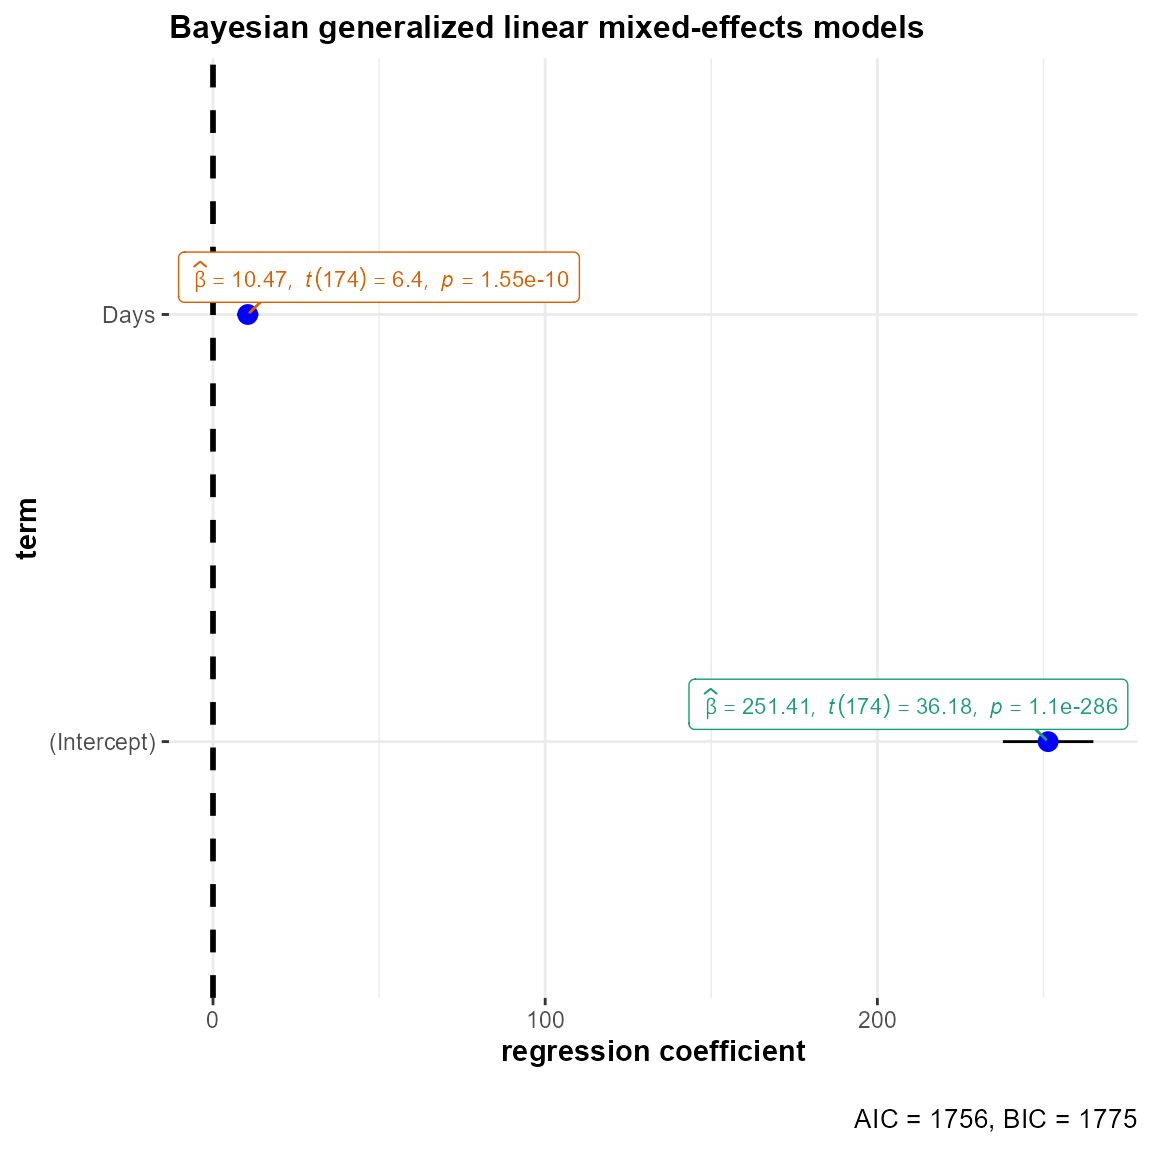 Bayesian generalized linear mixed-effects models
β̂ = 10.47, t(174) = 6.4, p = 1.55e-10
Days
term
β̂ = 251.41, t(174) = 36.18, p = 1.1e-286
(Intercept)
0 100 200
regression coefficient
AIC = 1756, BIC = 1775